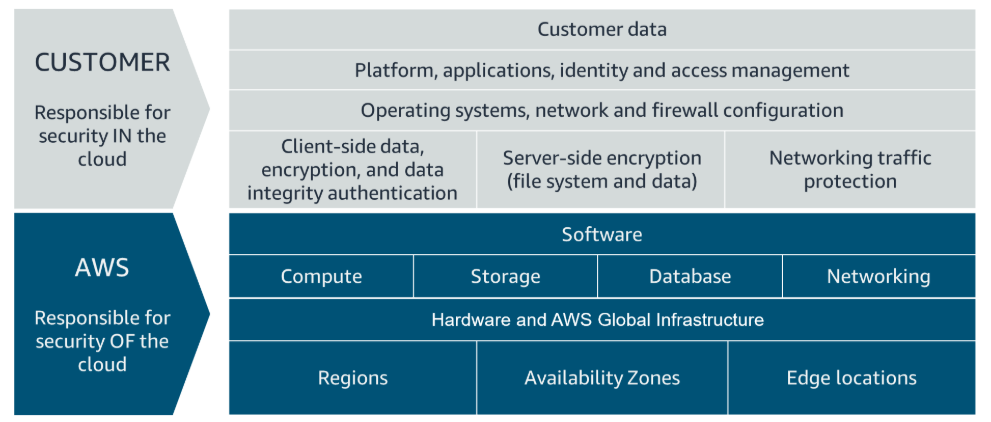 CUSTOMER
Responsible for
security IN the
cloud
Customer data
Platform, applications, identity and access management
Operating systems, network and firewall configuration
Client-side data,
encryption, and data
integrity authentication
Server-side encryption
(file system and data)
Networking traffic
protection
AWS
Responsible for
security OF the
cloud
Software
Compute
Storage
Database
Networking
Hardware and AWS Global Infrastructure
Regions
Availability Zones
Edge locations